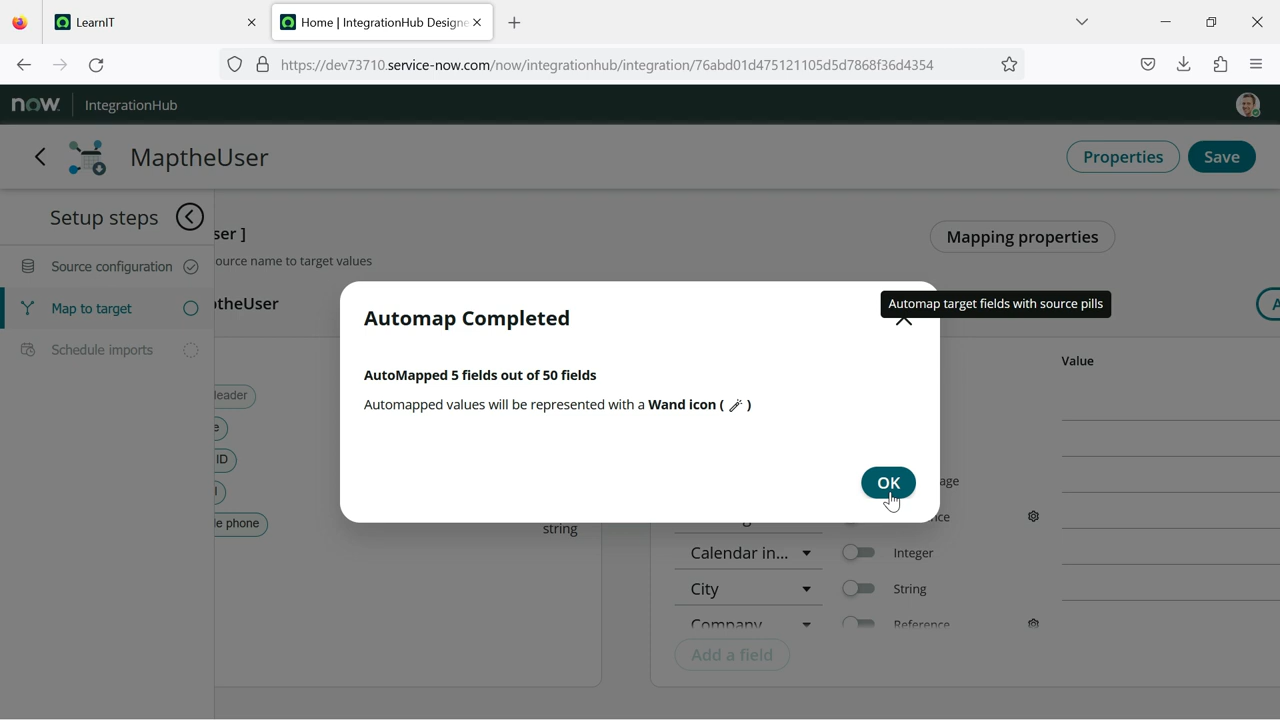 LearnIT
Home | IntegrationHub Designe
https://dev73710.service-now.com/now/integrationhub/integration/76abd01d475121105d5d7868f36d4354
now. IntegrationHub
MaptheUser
Properties
Save
Setup steps
Source configuration
Map to target
Schedule imports
ser ]
ource name to target values
Mapping properties
otheUser
Automap Completed
Automap target fields with source pills
AutoMapped 5 fields out of 50 fields
Automapped values will be represented with a Wand icon ( )
OK
Value
leader
e
ID
l
le phone
string
age
nce
Calendar in...
Integer
City
String
Company
Reference
Add a field